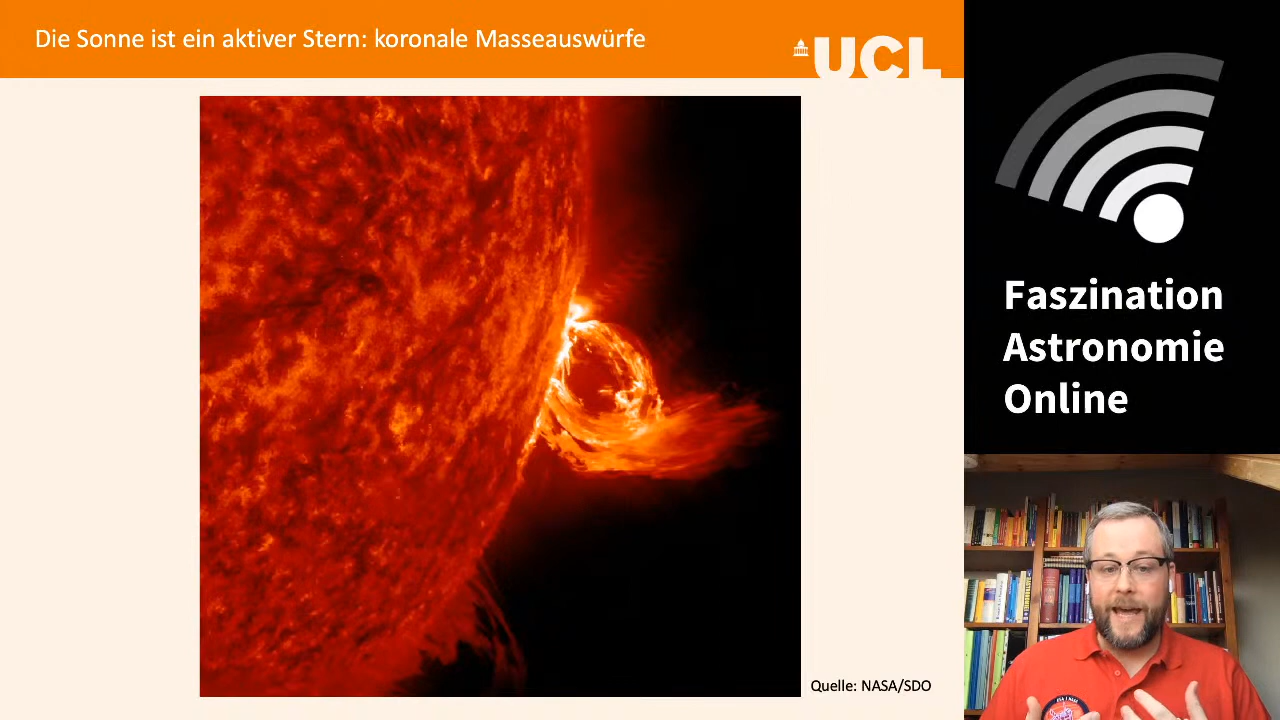 Die Sonne ist ein aktiver Stern: koronale Masseauswürfe
UCL
Faszination
Astronomie
Online
Quelle: NASA/SDO